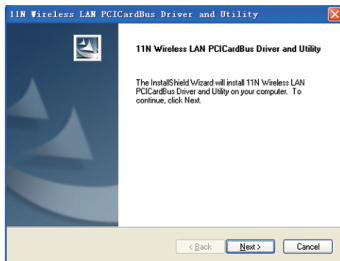 11N Wireless LAN PCICardBus Driver and Utility
11N Wireless LAN PCICardBus Driver and Utility
The InstallShield Wizard will install 11N Wireless LAN
PCICardBus Driver and Utility on your computer. To
continue, click Next.
< Back Next > Cancel